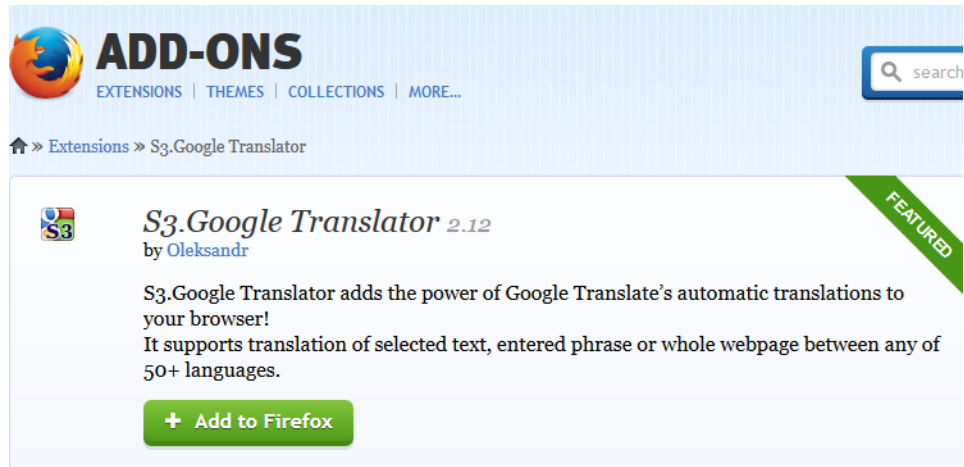 ADD-ONS
EXTENSIONS | THEMES | COLLECTIONS | MORE...
search
» Extensions » S3.Google Translator
FEATURED
S3
S3.Google Translator 2.12
by Oleksandr
S3.Google Translator adds the power of Google Translate’s automatic translations to
your browser!
It supports translation of selected text, entered phrase or whole webpage between any of
50+ languages.
+ Add to Firefox